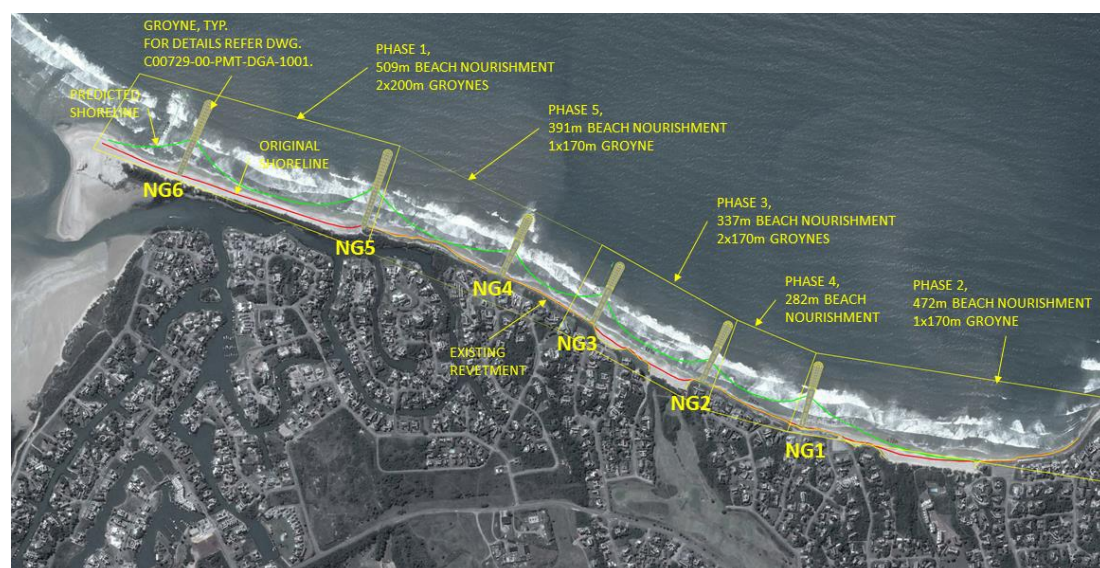 GROYNE, TYP.
FOR DETAILS REFER DWG.
C00729-00-PMT-DGA-1001.
PHASE 1,
509m BEACH NOURISHMENT
2x200m GROYNES
PREDICTED
SHORELINE
ORIGINAL
SHORELINE
PHASE 5,
391m BEACH NOURISHMENT
1x170m GROYNE
PHASE 3,
337m BEACH NOURISHMENT
2x170m GROYNES
PHASE 4,
282m BEACH
NOURISHMENT
PHASE 2,
472m BEACH NOURISHMENT
1x170m GROYNE
NG6
NG5
NG4
NG3
EXISTING
REVETMENT
NG2
NG1